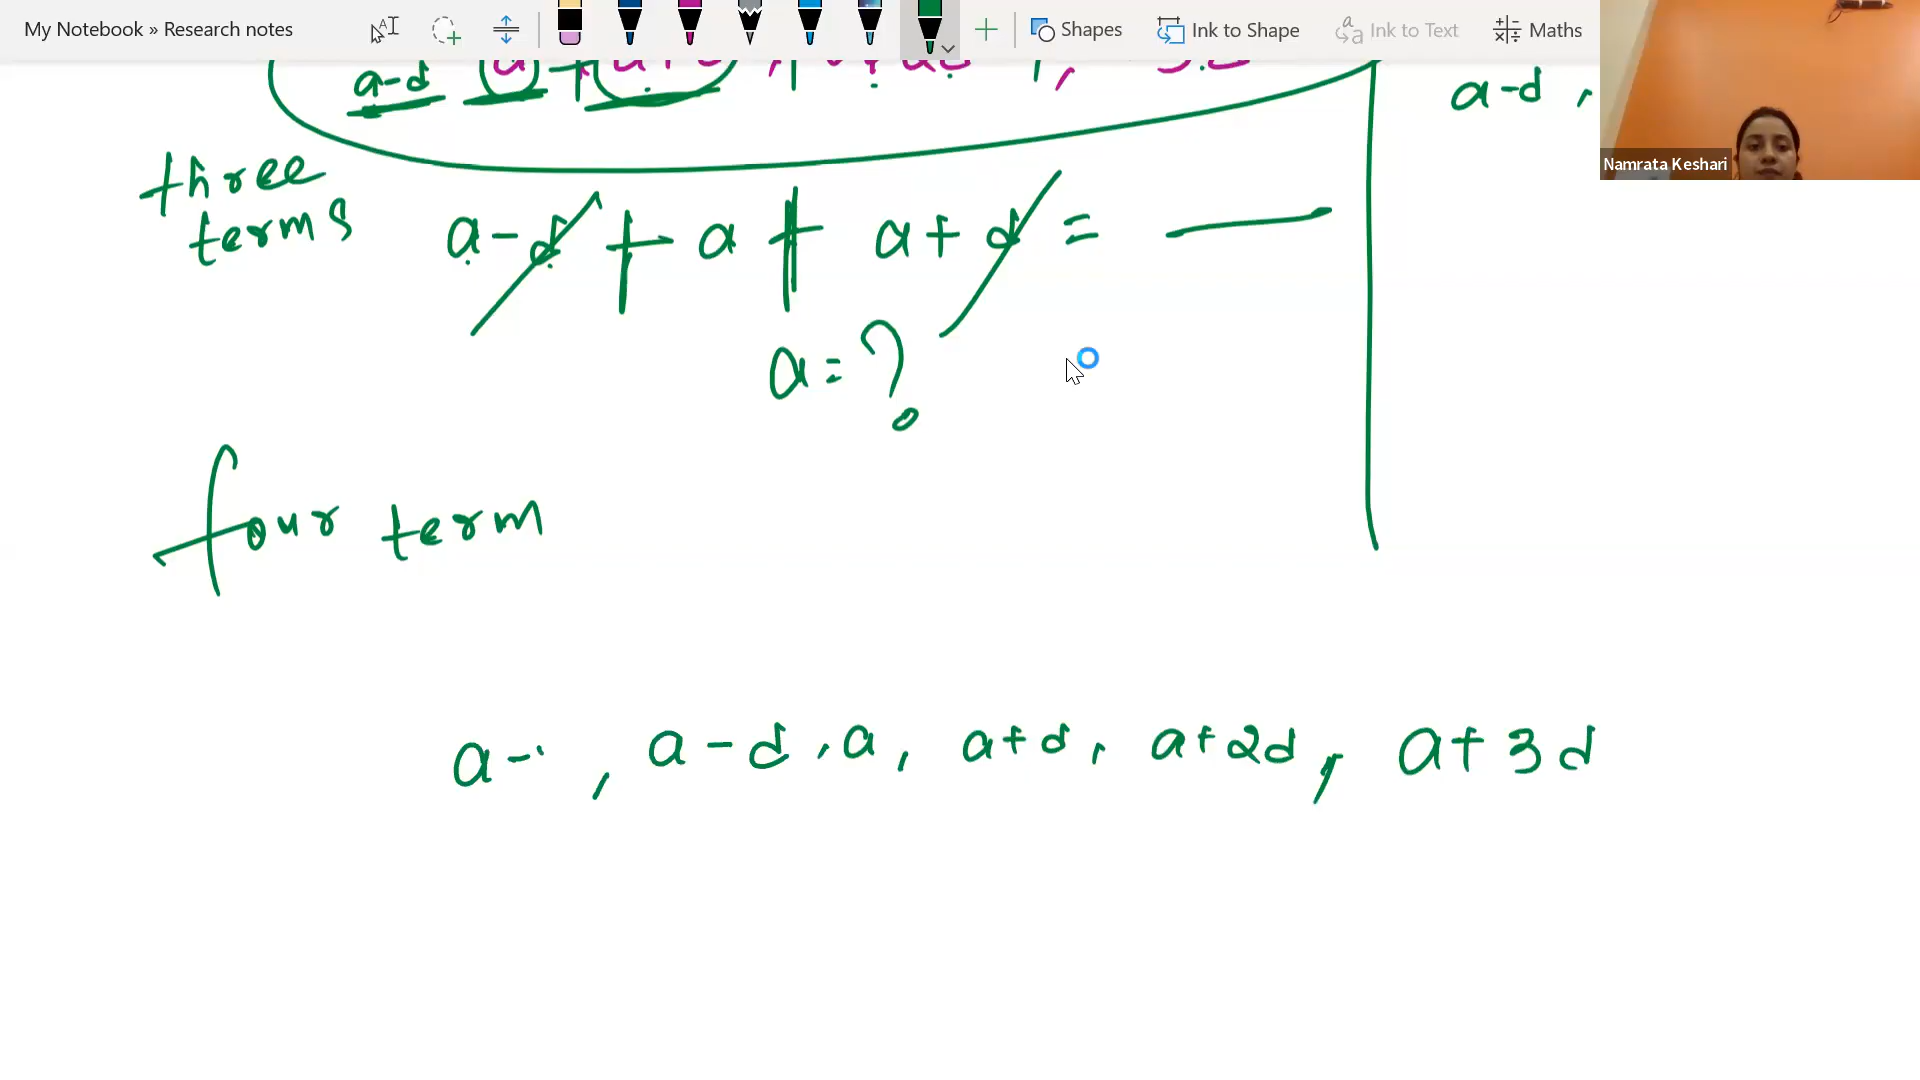 My Notebook » Research notes
Shapes
Ink to Shape
Ink to Text
Maths
Namrata Keshari
a-d
a-d ,
three
terms
a-d + a + a+d = —
a = ?
four term
a - , a-d , a , a+d , a+2d , a+3d